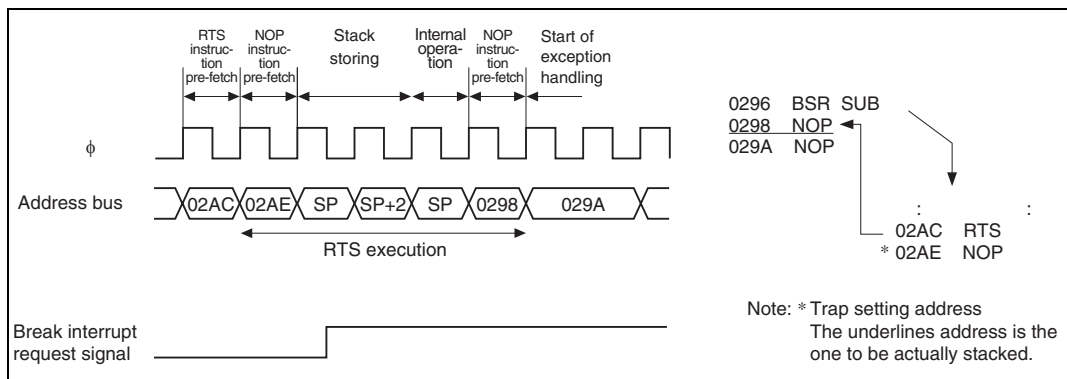 RTS instruc- tion pre-fetch
NOP instruc- tion pre-fetch
Stack storing
Internal opera- tion
NOP instruc- tion pre-fetch
Start of exception handling
ϕ
Address bus
02AC 02AE SP SP+2 SP 0298 029A
RTS execution
Break interrupt request signal
0296 BSR SUB
0298 NOP
029A NOP
: :
02AC RTS
* 02AE NOP
Note: * Trap setting address
The underlines address is the
one to be actually stacked.